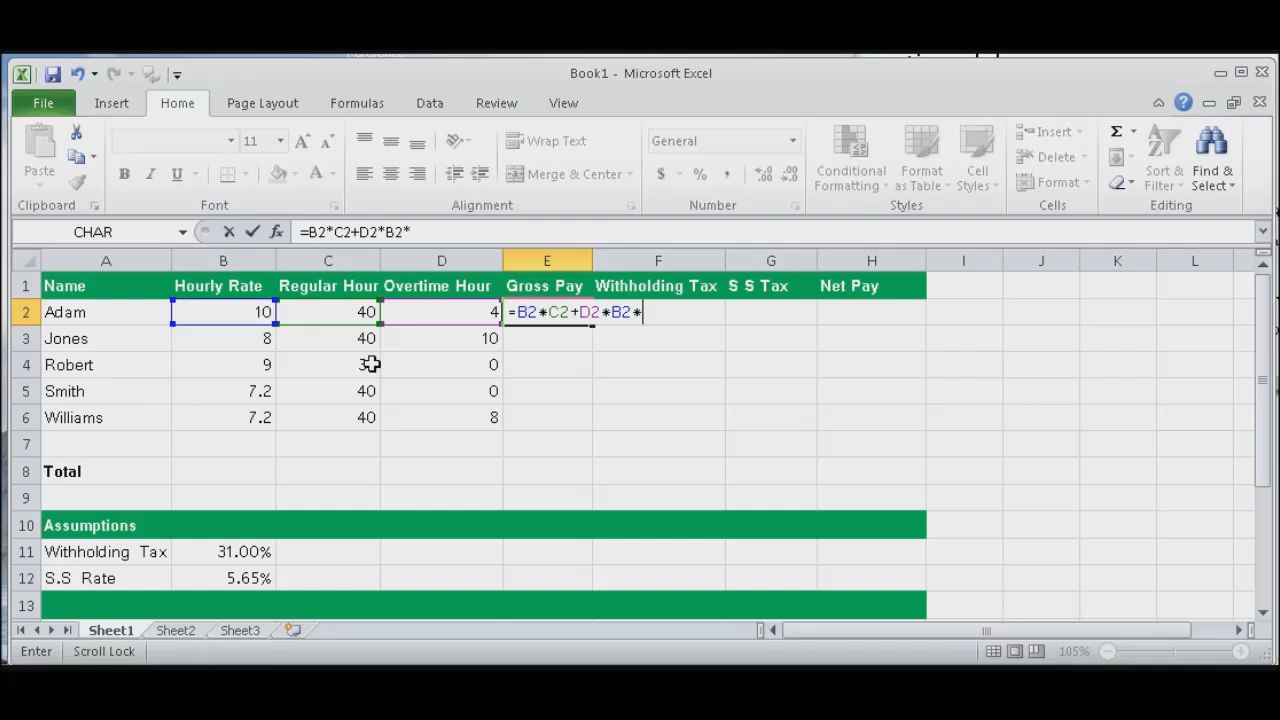 Book1 - Microsoft Excel
File Insert Home Page Layout Formulas Data Review View
11 Wrap Text General Insert Σ
Paste B I U Merge & Center $ % , Conditional Formatting Format as Table Cell Styles Delete Sort & Filter Find & Select
Format
Clipboard Font Alignment Number Styles Cells Editing
CHAR fx =B2*C2+D2*B2*
A B C D E F G H I J K L
1 Name Hourly Rate Regular Hour Overtime Hour Gross Pay Withholding Tax S S Tax Net Pay
2 Adam 10 40 4 =B2*C2+D2*B2*
3 Jones 8 40 10
4 Robert 9 0
5 Smith 7.2 40 0
6 Williams 7.2 40 8
7
8 Total
9
10 Assumptions
11 Withholding Tax 31.00%
12 S.S Rate 5.65%
13
Sheet1 Sheet2 Sheet3
Enter Scroll Lock 105%